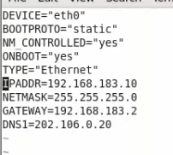 DEVICE="eth0"
BOOTPROTO="static"
NM_CONTROLLED="yes"
ONBOOT="yes"
TYPE="Ethernet"
IPADDR=192.168.183.10
NETMASK=255.255.255.0
GATEWAY=192.168.183.2
DNS1=202.106.0.20
~
~